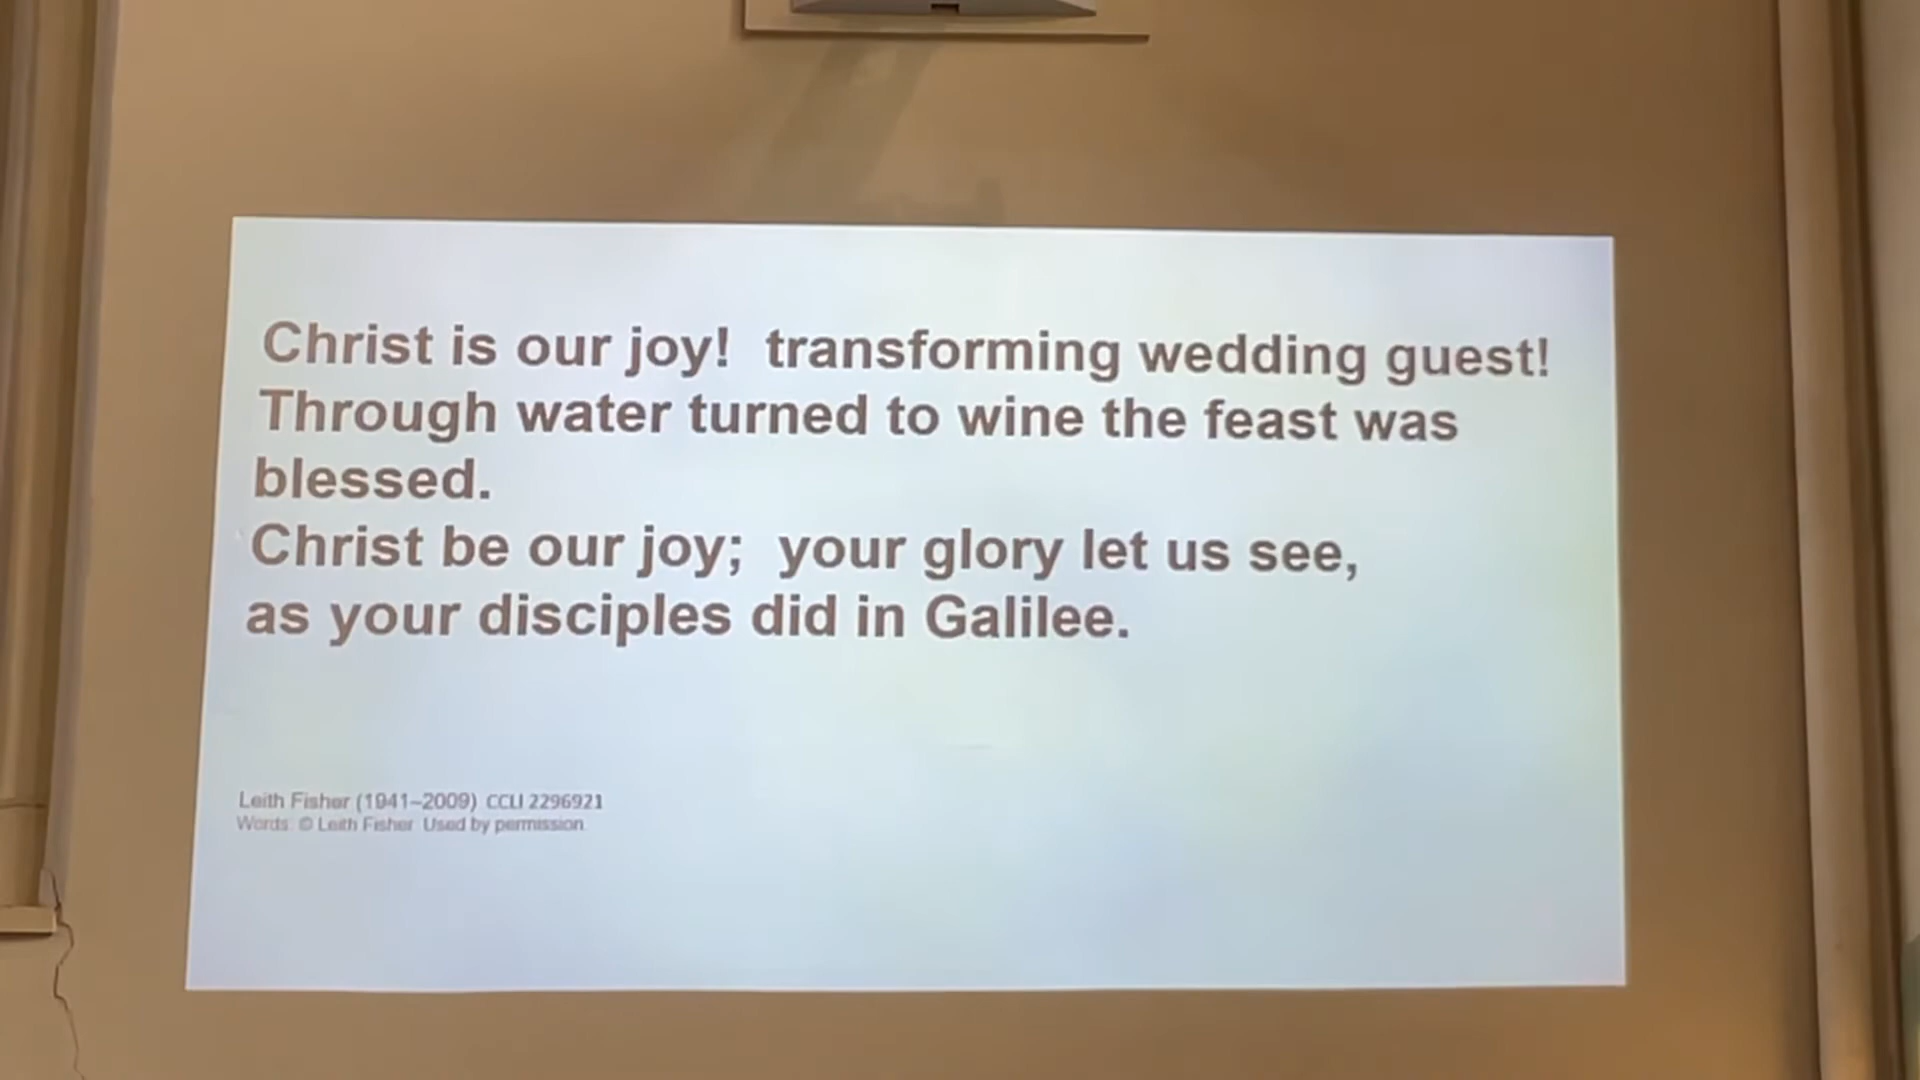 Christ is our joy!  transforming wedding guest!
Through water turned to wine the feast was
blessed.
Christ be our joy;  your glory let us see,
as your disciples did in Galilee.
Leith Fisher (1941–2009) CCLI 2296921
Words © Leith Fisher Used by permission